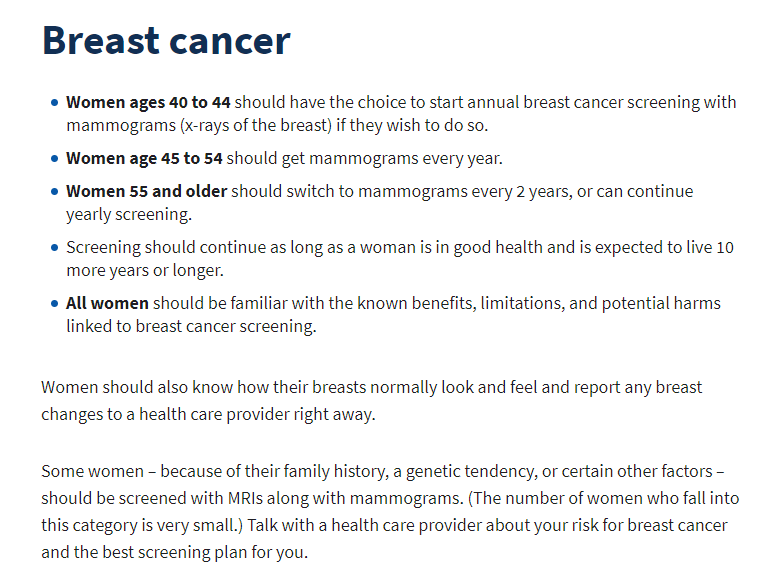 Breast cancer
• Women ages 40 to 44 should have the choice to start annual breast cancer screening with
mammograms (x-rays of the breast) if they wish to do so.
• Women age 45 to 54 should get mammograms every year.
• Women 55 and older should switch to mammograms every 2 years, or can continue
yearly screening.
• Screening should continue as long as a woman is in good health and is expected to live 10
more years or longer.
• All women should be familiar with the known benefits, limitations, and potential harms
linked to breast cancer screening.
Women should also know how their breasts normally look and feel and report any breast
changes to a health care provider right away.
Some women – because of their family history, a genetic tendency, or certain other factors –
should be screened with MRIs along with mammograms. (The number of women who fall into
this category is very small.) Talk with a health care provider about your risk for breast cancer
and the best screening plan for you.